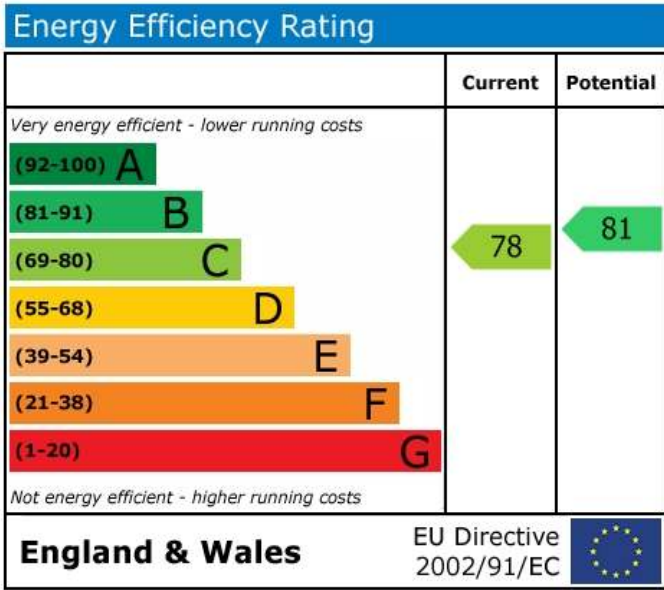 Energy Efficiency Rating
Current Potential
Very energy efficient - lower running costs
(92-100) A
(81-91) B
(69-80) C
78
81
(55-68) D
(39-54) E
(21-38) F
(1-20) G
Not energy efficient - higher running costs
England & Wales
EU Directive
2002/91/EC